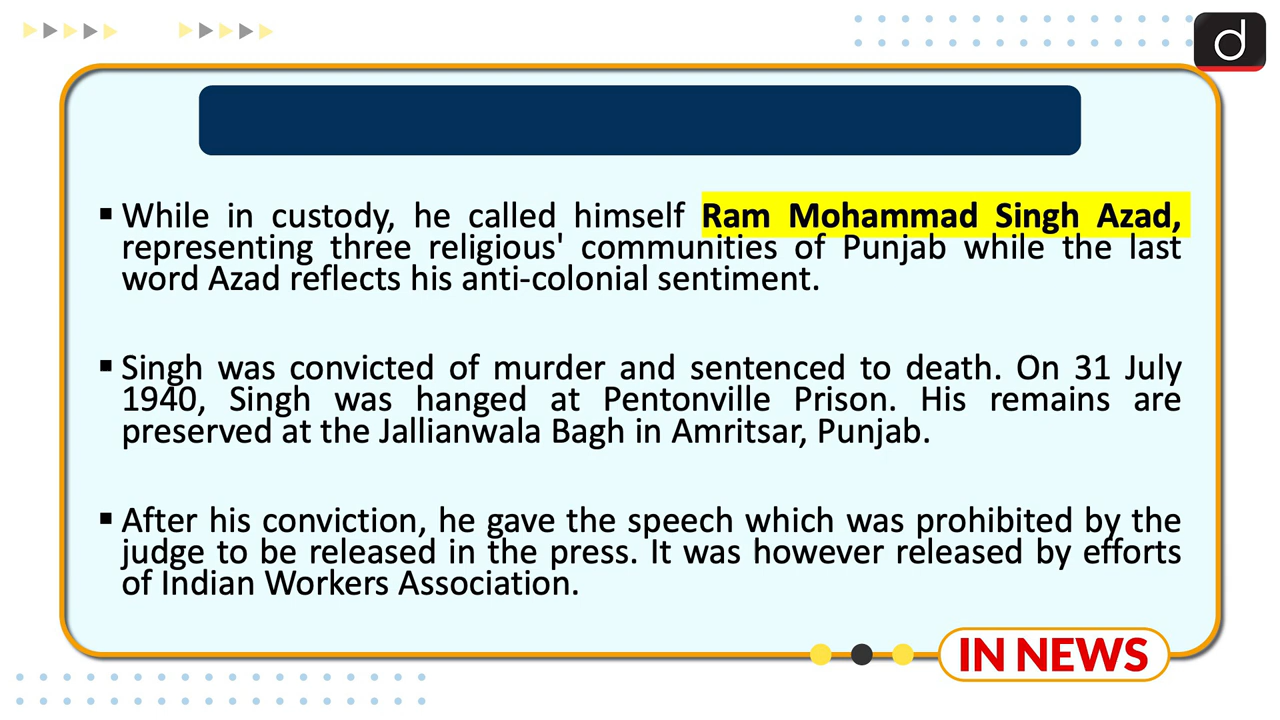 d
▪ While in custody, he called himself Ram Mohammad Singh Azad,
representing three religious' communities of Punjab while the last
word Azad reflects his anti-colonial sentiment.
▪ Singh was convicted of murder and sentenced to death. On 31 July
1940, Singh was hanged at Pentonville Prison. His remains are
preserved at the Jallianwala Bagh in Amritsar, Punjab.
▪ After his conviction, he gave the speech which was prohibited by the
judge to be released in the press. It was however released by efforts
of Indian Workers Association.
IN NEWS